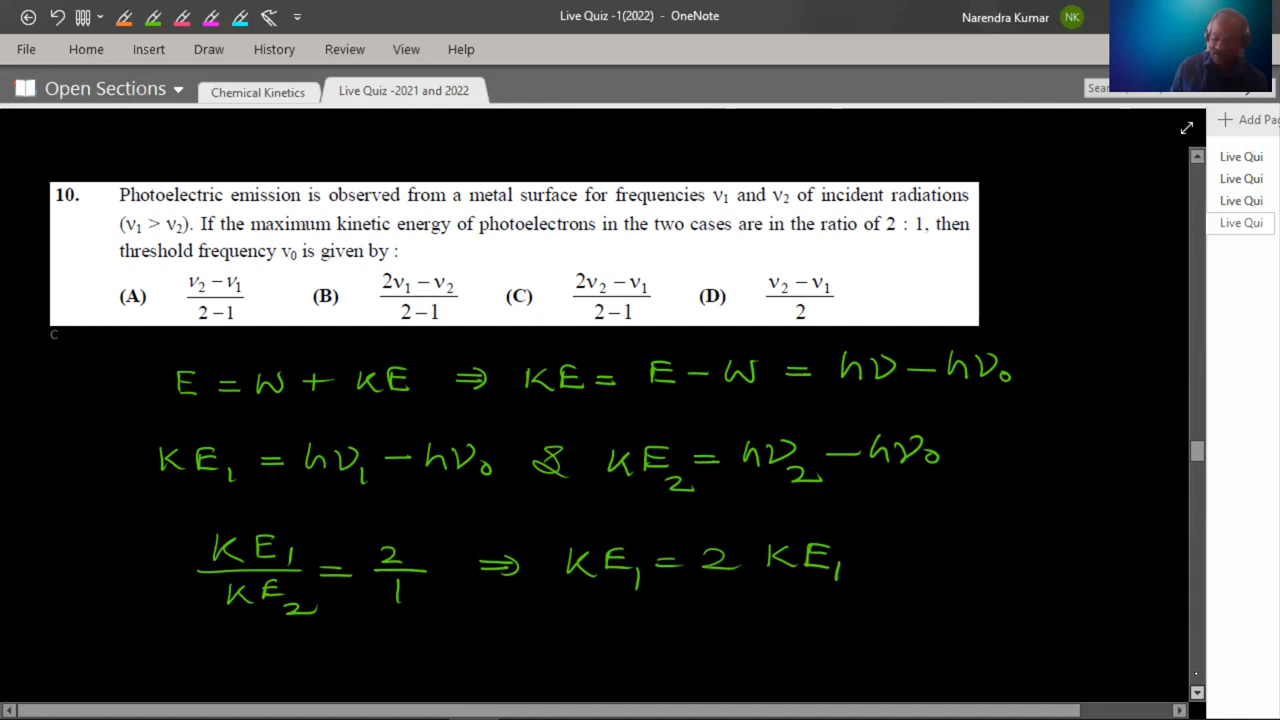 Live Quiz -1(2022) - OneNote
Narendra Kumar NK
File Home Insert Draw History Review View Help
Open Sections Chemical Kinetics Live Quiz -2021 and 2022
Add Pag
Live Qui
Live Qui
Live Qui
Live Qui
10. Photoelectric emission is observed from a metal surface for frequencies ν₁ and ν₂ of incident radiations
(ν₁ > ν₂). If the maximum kinetic energy of photoelectrons in the two cases are in the ratio of 2 : 1, then
threshold frequency ν₀ is given by :
(A) (ν₂ − ν₁)/(2 − 1) (B) (2ν₁ − ν₂)/(2 − 1) (C) (2ν₂ − ν₁)/(2 − 1) (D) (ν₂ − ν₁)/2
C
E = W + KE ⇒ KE = E − W = hν − hν₀
KE₁ = hν₁ − hν₀ & KE₂ = hν₂ − hν₀
KE₁/KE₂ = 2/1 ⇒ KE₁ = 2 KE₁